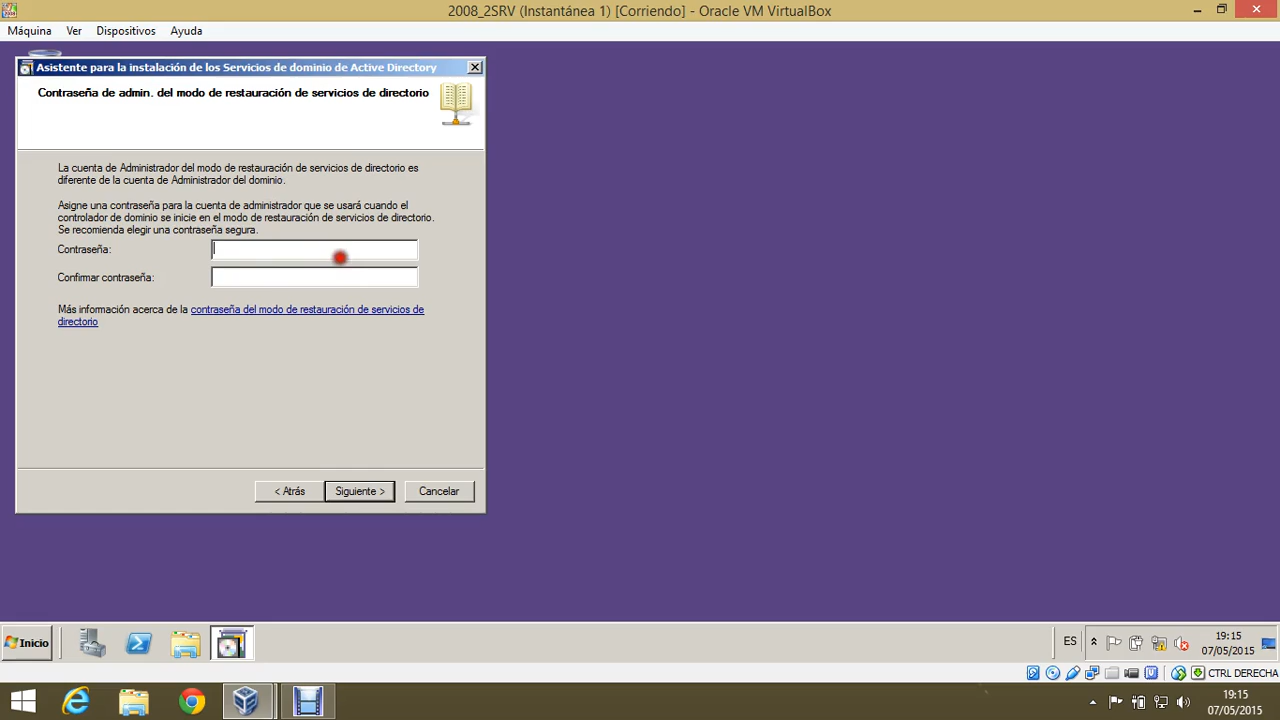 2008_2SRV (Instantánea 1) [Corriendo] - Oracle VM VirtualBox
Máquina Ver Dispositivos Ayuda
Asistente para la instalación de los Servicios de dominio de Active Directory
Contraseña de admin. del modo de restauración de servicios de directorio
La cuenta de Administrador del modo de restauración de servicios de directorio es
diferente de la cuenta de Administrador del dominio.
Asigne una contraseña para la cuenta de administrador que se usará cuando el
controlador de dominio se inicie en el modo de restauración de servicios de directorio.
Se recomienda elegir una contraseña segura.
Contraseña:
Confirmar contraseña:
Más información acerca de la contraseña del modo de restauración de servicios de
directorio
< Atrás Siguiente > Cancelar
Inicio ES 19:15
07/05/2015
CTRL DERECHA
19:15
07/05/2015